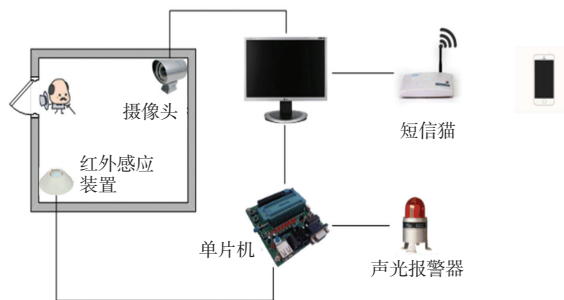 摄像头
短信猫
红外感应
装置
单片机
声光报警器